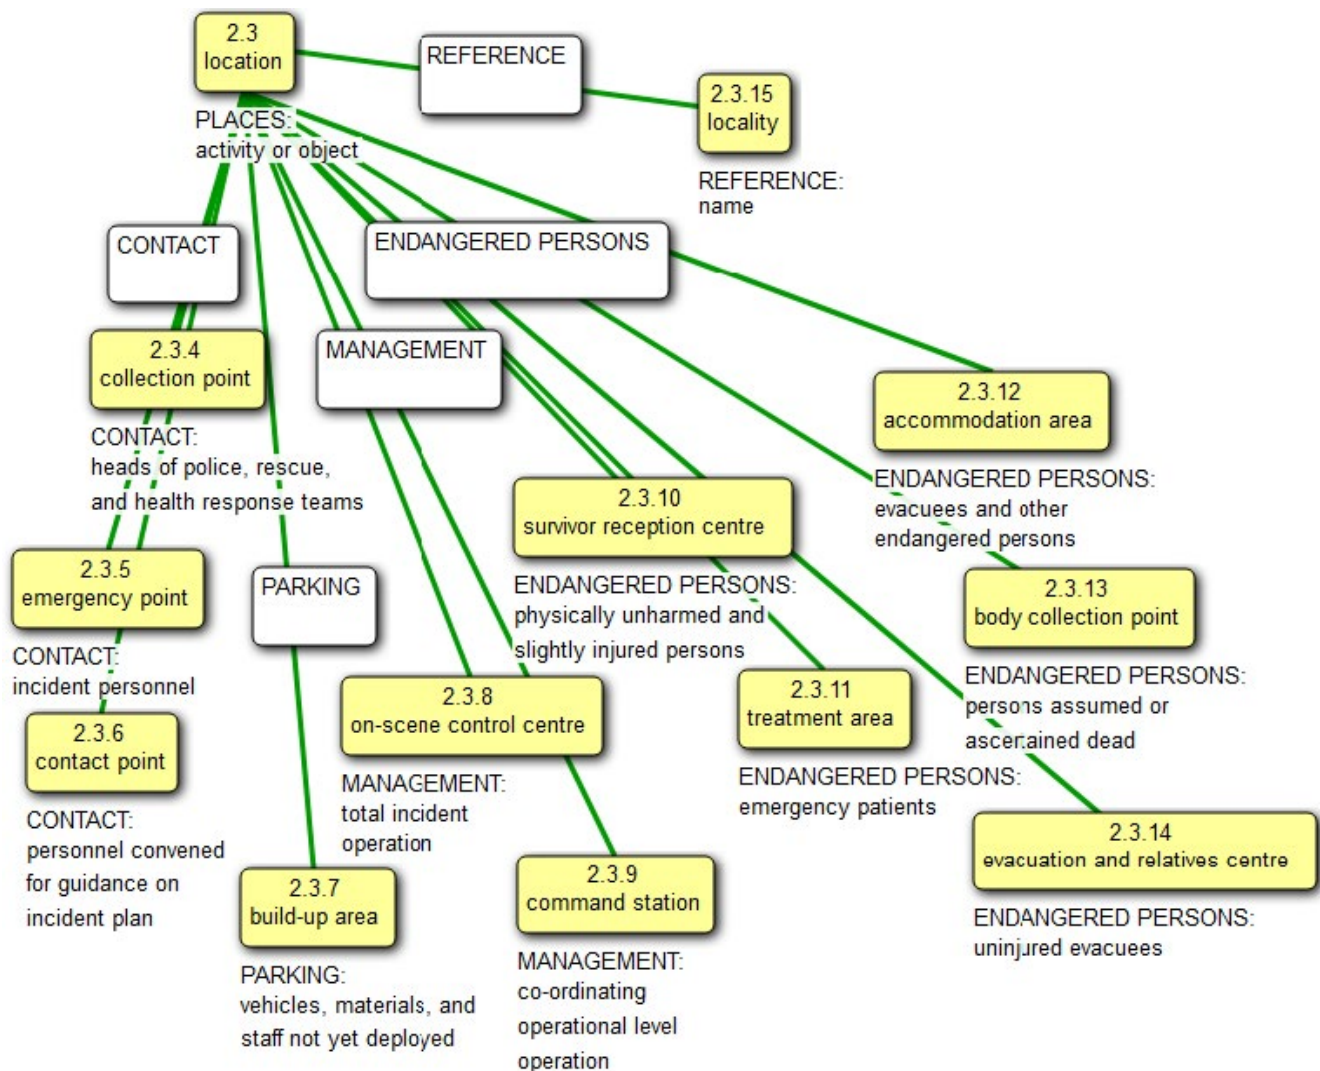 2.3
location
PLACES:
activity or object
REFERENCE
2.3.15
locality
REFERENCE:
name
CONTACT
2.3.4
collection point
CONTACT:
heads of police, rescue,
and health response teams
2.3.5
emergency point
CONTACT:
incident personnel
2.3.6
contact point
CONTACT:
personnel convened
for guidance on
incident plan
PARKING
2.3.7
build-up area
PARKING:
vehicles, materials, and
staff not yet deployed
MANAGEMENT
2.3.8
on-scene control centre
MANAGEMENT:
total incident
operation
2.3.9
command station
MANAGEMENT:
co-ordinating
operational level
operation
ENDANGERED PERSONS
2.3.10
survivor reception centre
ENDANGERED PERSONS:
physically unharmed and
slightly injured persons
2.3.11
treatment area
ENDANGERED PERSONS:
emergency patients
2.3.12
accommodation area
ENDANGERED PERSONS:
evacuees and other
endangered persons
2.3.13
body collection point
ENDANGERED PERSONS:
persons assumed or
ascertained dead
2.3.14
evacuation and relatives centre
ENDANGERED PERSONS:
uninjured evacuees